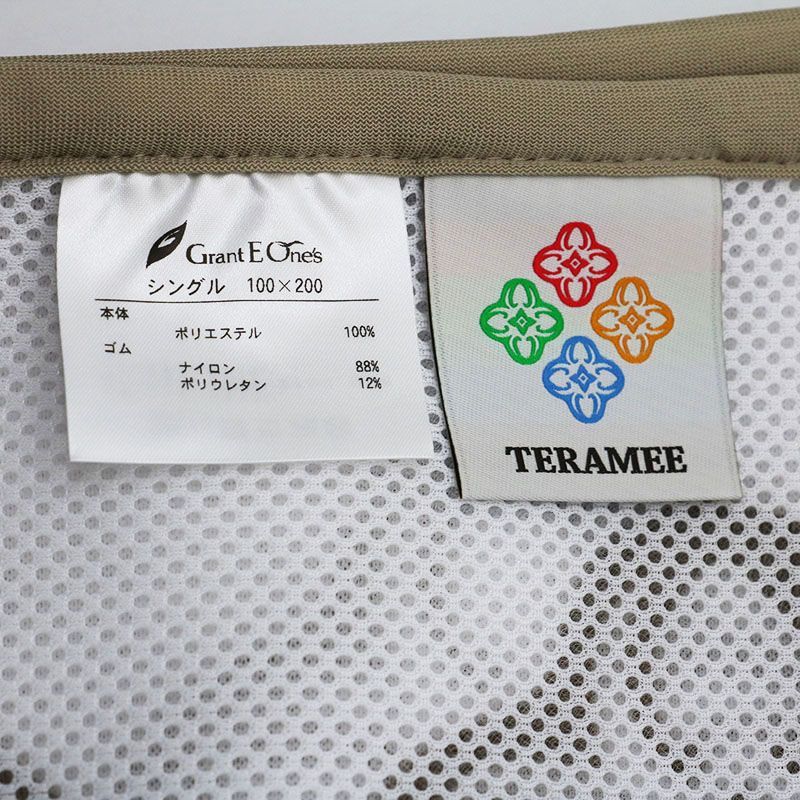 Grant E One's
シングル 100×200
本体
ポリエステル 100%
ゴム
ナイロン 88%
ポリウレタン 12%
TERAMEE